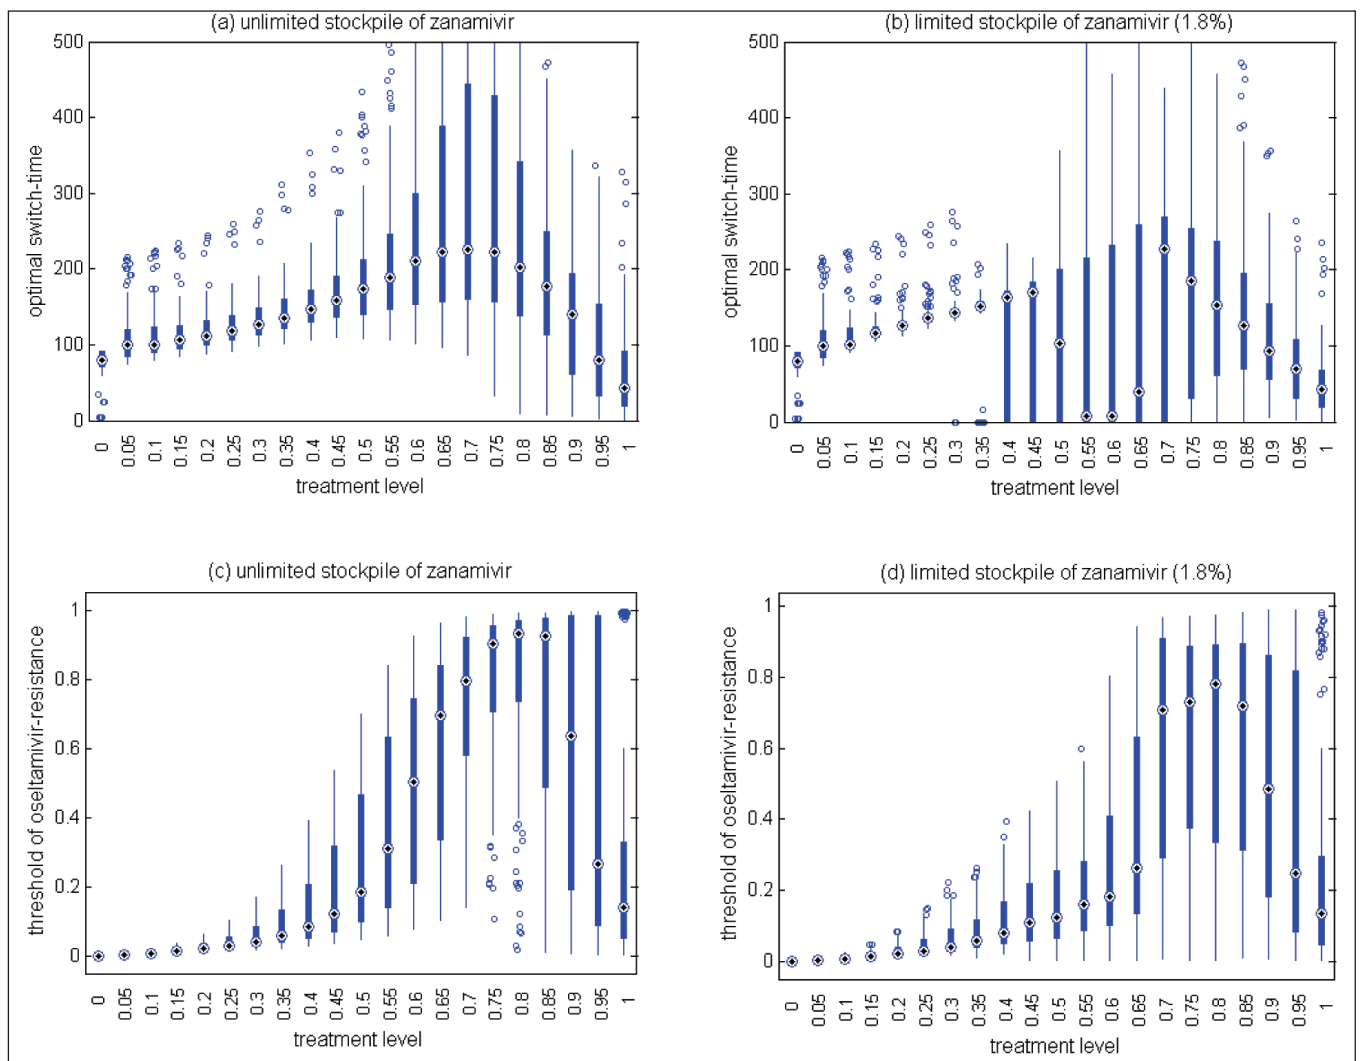 (a) unlimited stockpile of zanamivir
500
400
300
200
100
0
optimal switch-time
0 0.05 0.1 0.15 0.2 0.25 0.3 0.35 0.4 0.45 0.5 0.55 0.6 0.65 0.7 0.75 0.8 0.85 0.9 0.95 1
treatment level
(b) limited stockpile of zanamivir (1.8%)
500
400
300
200
100
0
optimal switch-time
0 0.05 0.1 0.15 0.2 0.25 0.3 0.35 0.4 0.45 0.5 0.55 0.6 0.65 0.7 0.75 0.8 0.85 0.9 0.95 1
treatment level
(c) unlimited stockpile of zanamivir
1
0.8
0.6
0.4
0.2
0
threshold of oseltamivir-resistance
0 0.05 0.1 0.15 0.2 0.25 0.3 0.35 0.4 0.45 0.5 0.55 0.6 0.65 0.7 0.75 0.8 0.85 0.9 0.95 1
treatment level
(d) limited stockpile of zanamivir (1.8%)
1
0.8
0.6
0.4
0.2
0
threshold of oseltamivir-resistance
0 0.05 0.1 0.15 0.2 0.25 0.3 0.35 0.4 0.45 0.5 0.55 0.6 0.65 0.7 0.75 0.8 0.85 0.9 0.95 1
treatment level